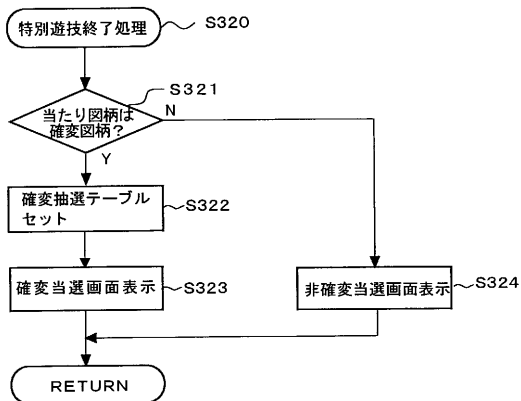 特別遊技終了処理
S320
S321
当たり図柄は
確変図柄？
N
Y
確変抽選テーブル
セット
S322
確変当選画面表示
S323
非確変当選画面表示
S324
RETURN